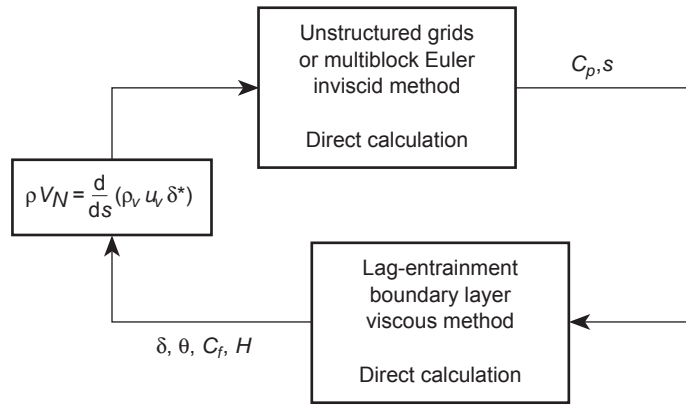 Unstructured grids
or multiblock Euler
inviscid method
Direct calculation
C_p,s
ρV_N = d/ds (ρ_v u_v δ*)
Lag-entrainment
boundary layer
viscous method
Direct calculation
δ, θ, C_f, H